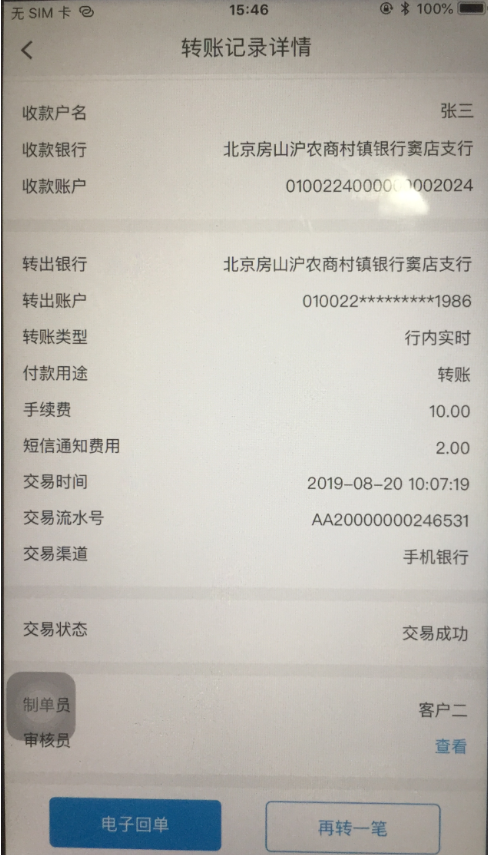 无 SIM 卡
15:46
100%
转账记录详情
收款户名 张三
收款银行 北京房山沪农商村镇银行窦店支行
收款账户
转出银行 北京房山沪农商村镇银行窦店支行
转出账户 010022*********1986
转账类型 行内实时
付款用途 转账
手续费 10.00
短信通知费用 2.00
交易时间 2019-08-20 10:07:19
交易流水号 AA20000000246531
交易渠道 手机银行
交易状态 交易成功
制单员 客户二
审核员 查看
电子回单 再转一笔